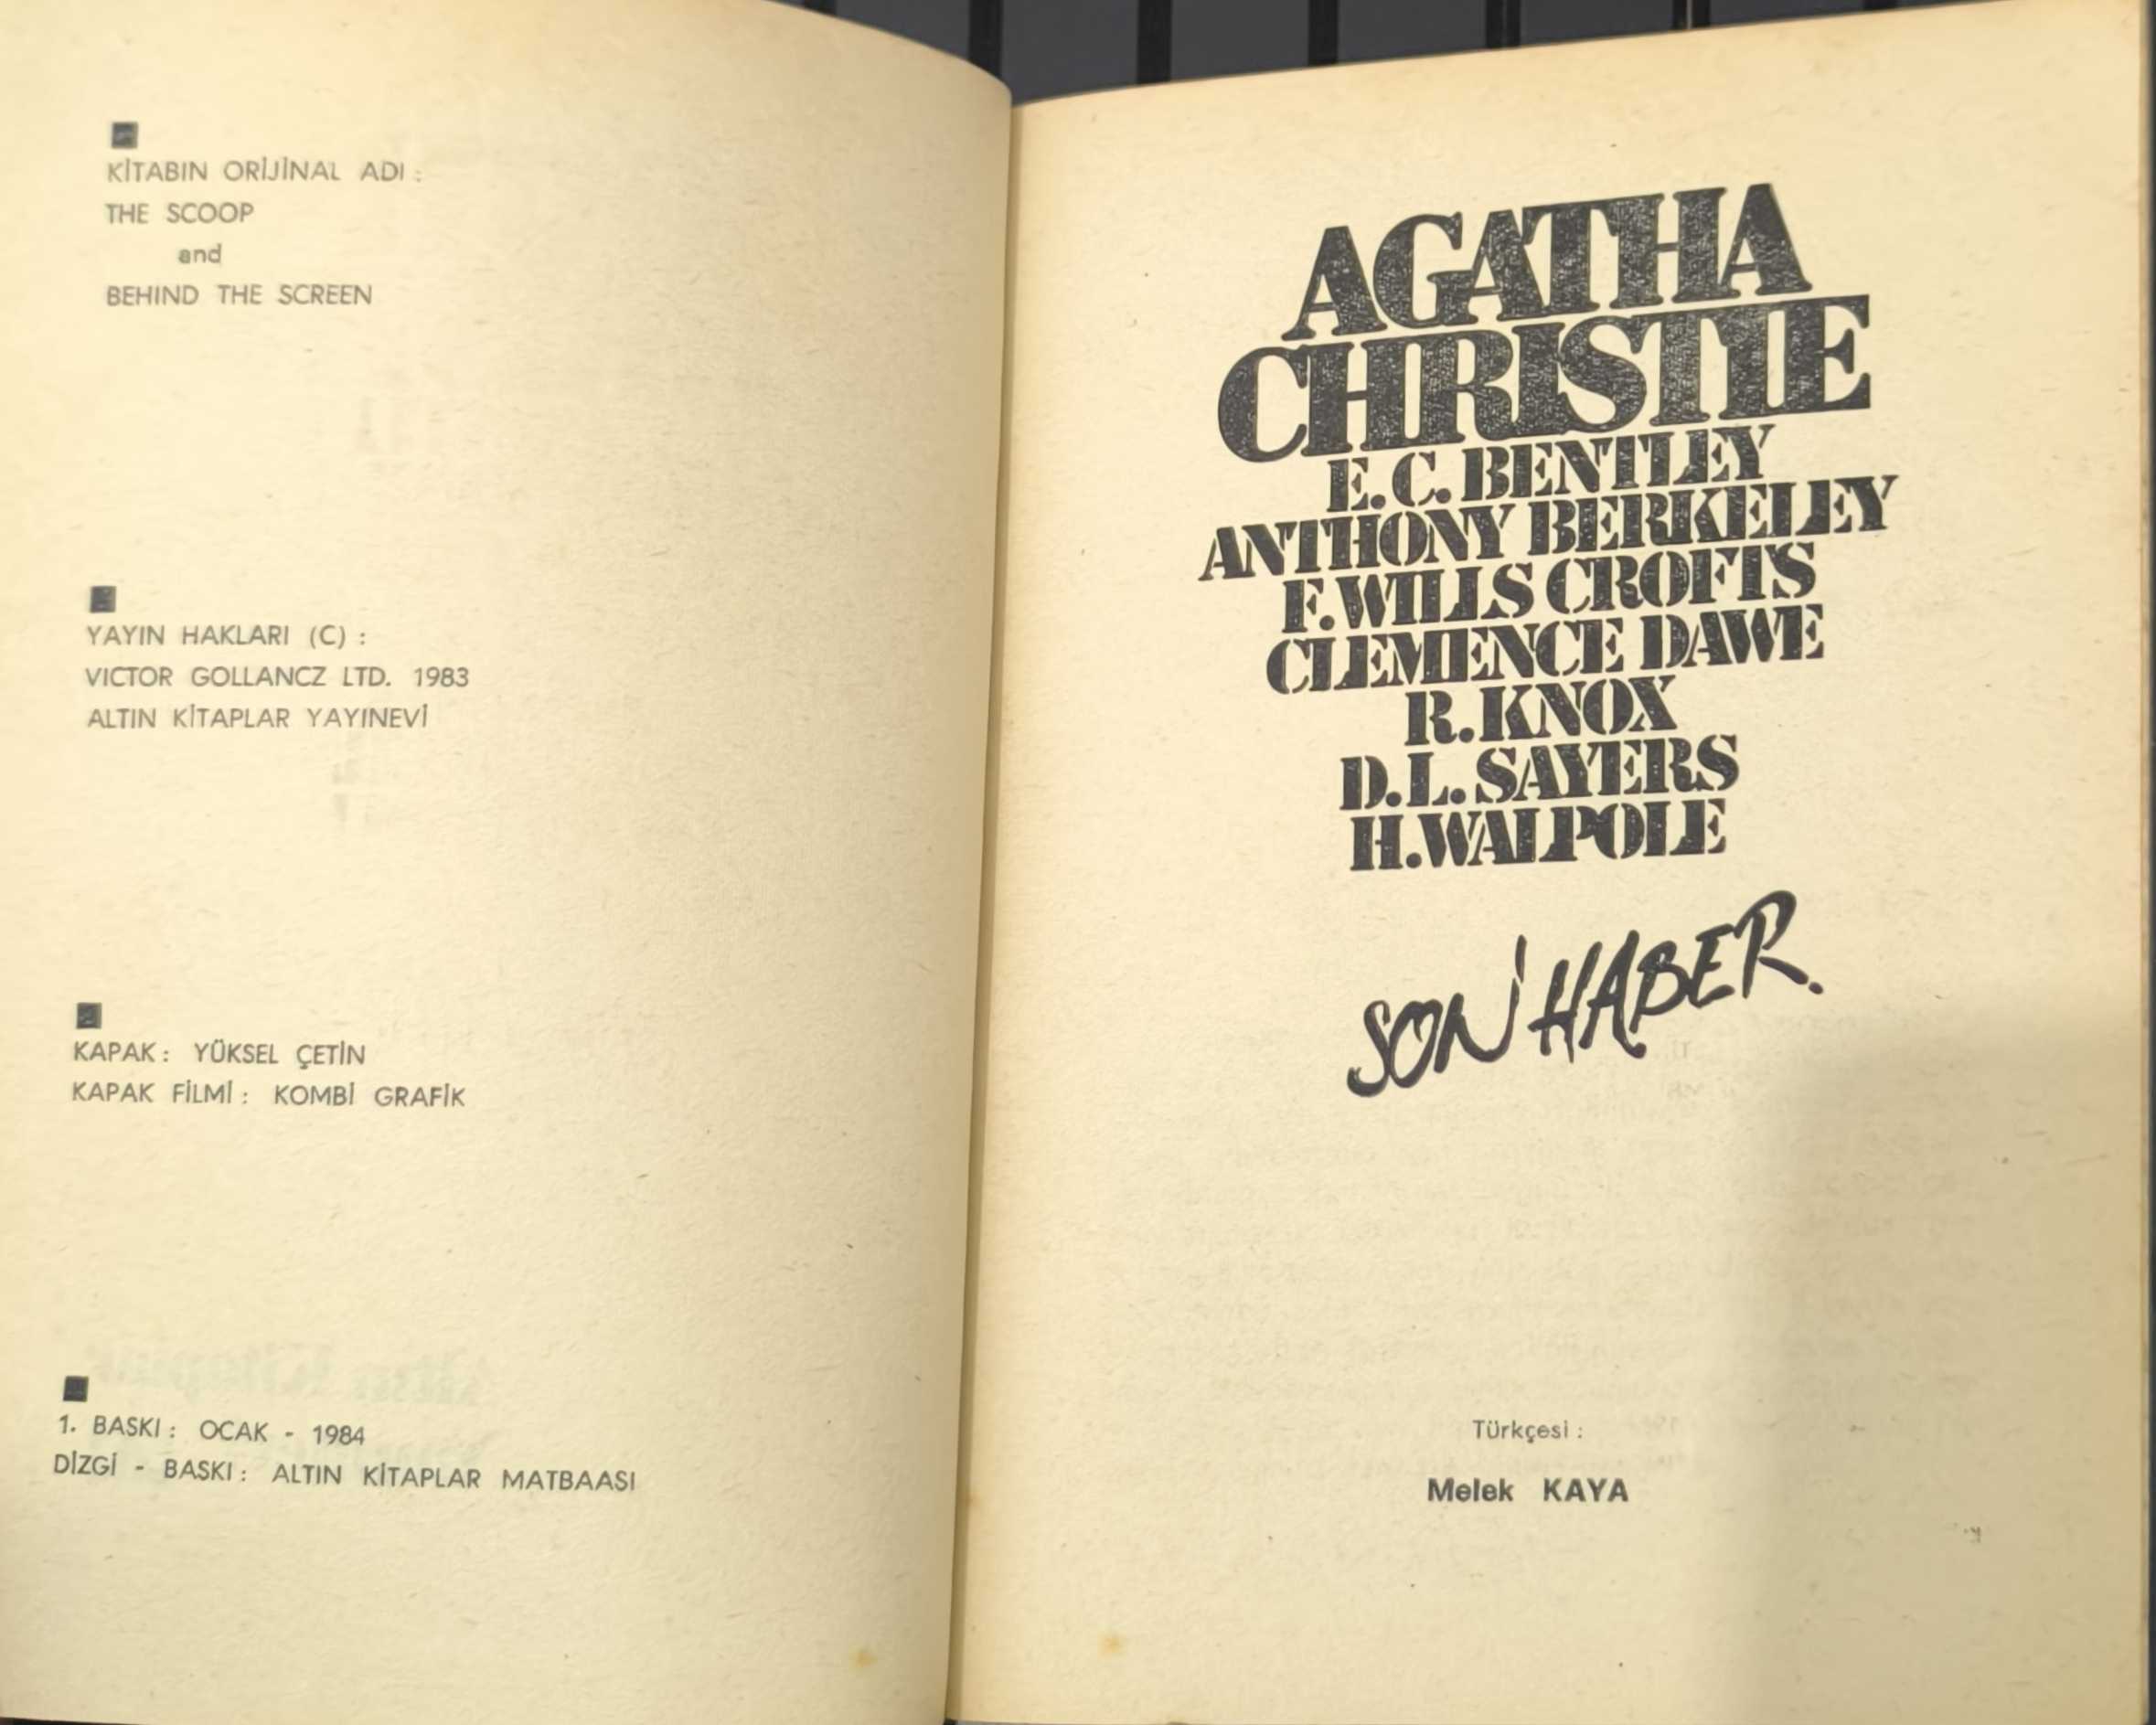 KİTABIN ORİJİNAL ADI :
THE SCOOP
and
BEHIND THE SCREEN
YAYIN HAKLARI (C) :
VICTOR GOLLANCZ LTD. 1983
ALTIN KİTAPLAR YAYINEVİ
KAPAK : YÜKSEL ÇETİN
KAPAK FİLMİ : KOMBİ GRAFİK
1. BASKI : OCAK - 1984
DİZGİ - BASKI : ALTIN KİTAPLAR MATBAASI
AGATHA
CHRISTIE
E.C. BENTLEY
ANTHONY BERKELEY
F. WILLS CROFTS
CLEMENCE DAWE
R. KNOX
D.L. SAYERS
H. WALPOLE
SON HABER.
Türkçesi :
Melek KAYA